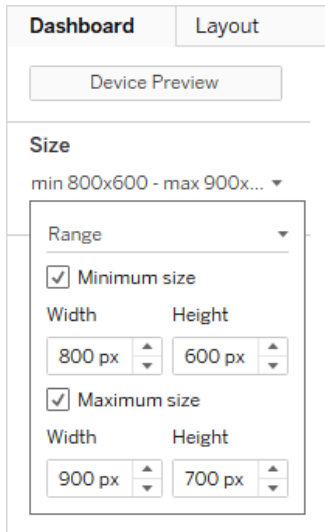 Dashboard Layout
Device Preview
Size
min 800x600 - max 900x...
Range
Minimum size
Width Height
800 px 600 px
Maximum size
Width Height
900 px 700 px